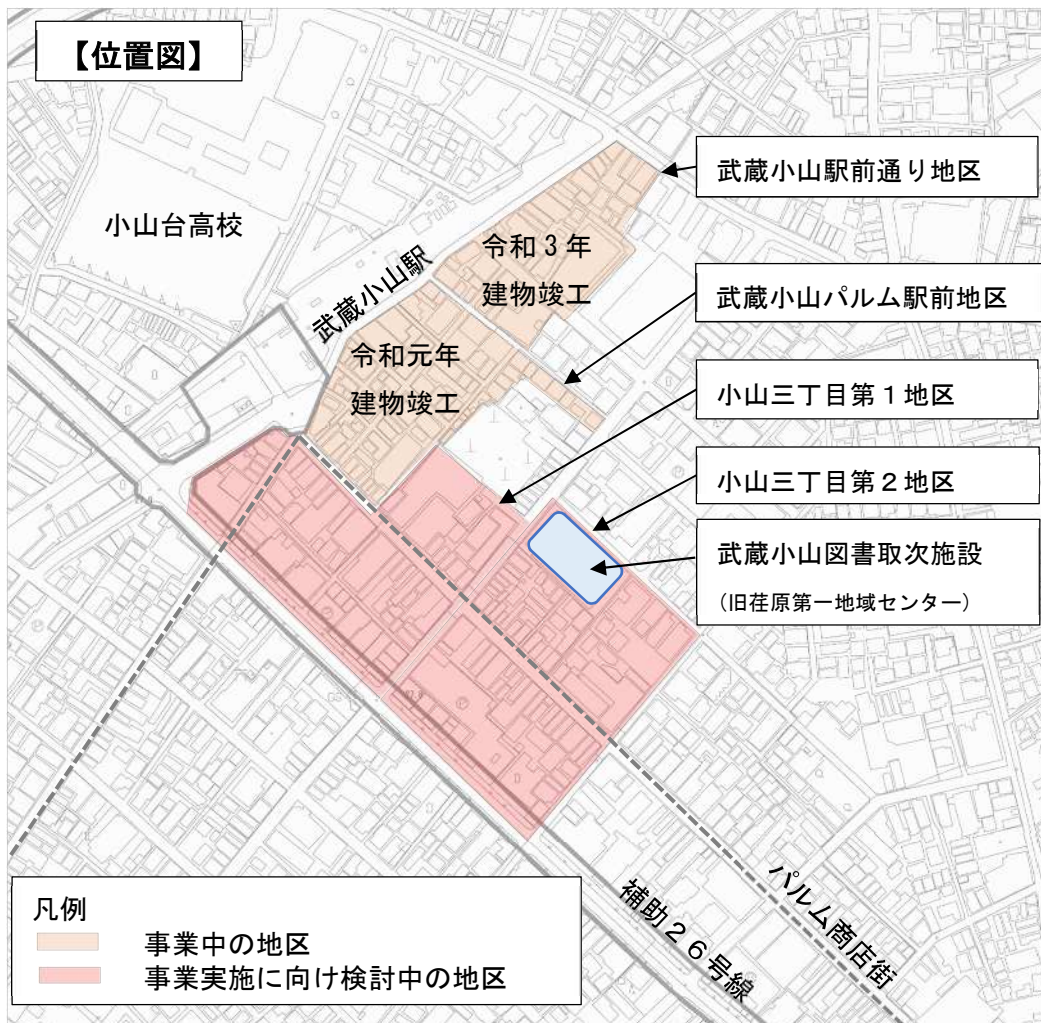 【位置図】
武蔵小山駅前通り地区
小山台高校
令和３年
建物竣工
武蔵小山駅
武蔵小山パルム駅前地区
令和元年
建物竣工
小山三丁目第１地区
小山三丁目第２地区
武蔵小山図書取次施設
（旧荏原第一地域センター）
パルム商店街
補助２６号線
凡例
事業中の地区
事業実施に向け検討中の地区